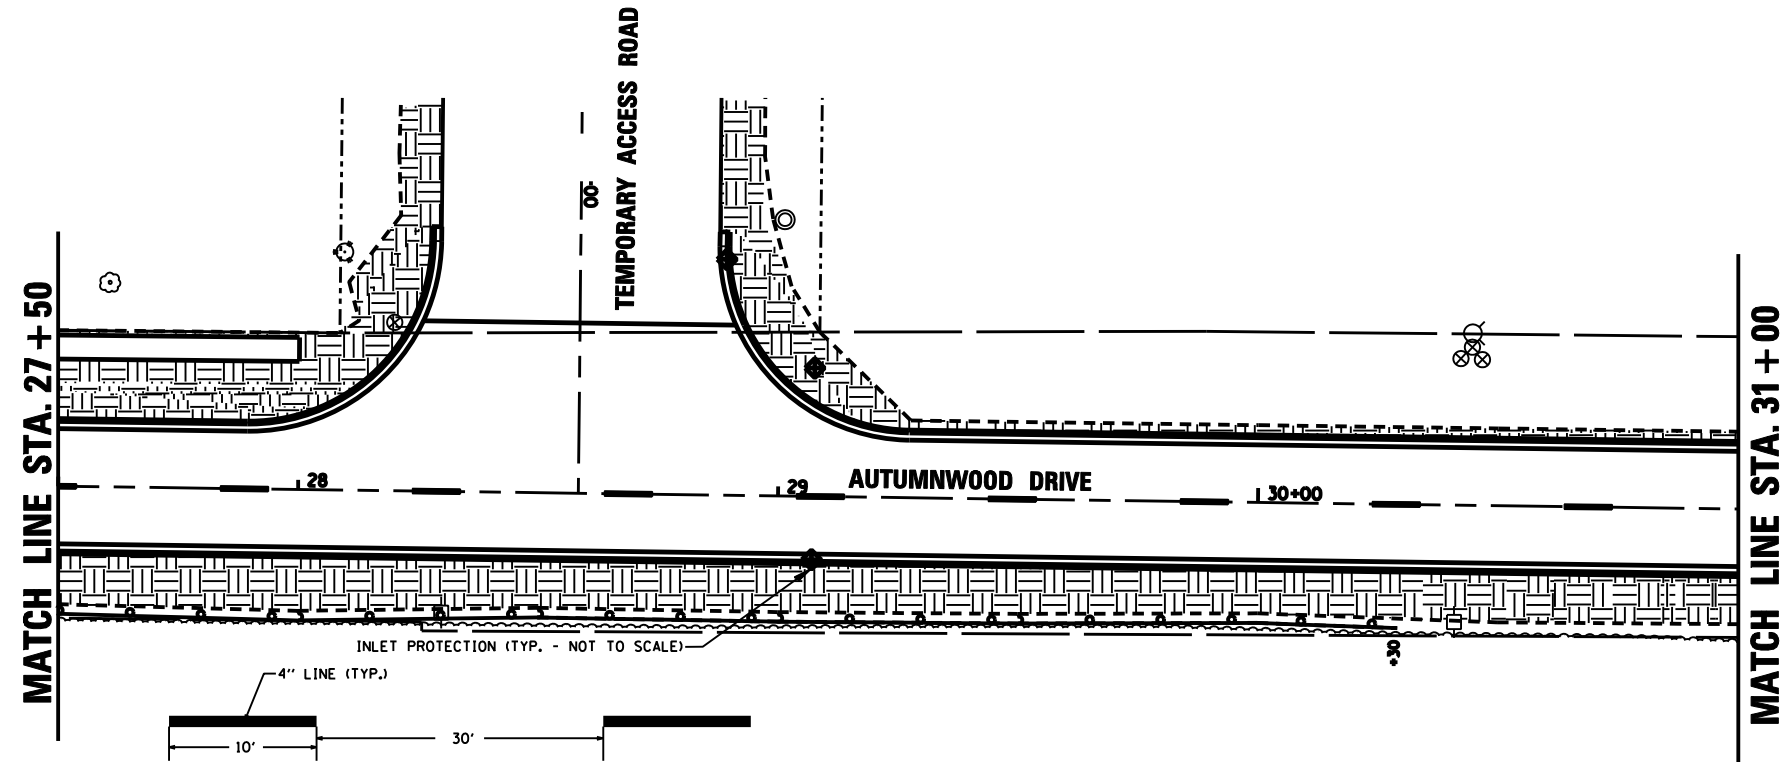 TEMPORARY ACCESS ROAD
00
MATCH LINE STA. 27+50
MATCH LINE STA. 31+00
28
29
AUTUMNWOOD DRIVE
30+00
INLET PROTECTION (TYP. - NOT TO SCALE)
+30
4" LINE (TYP.)
10'
30'